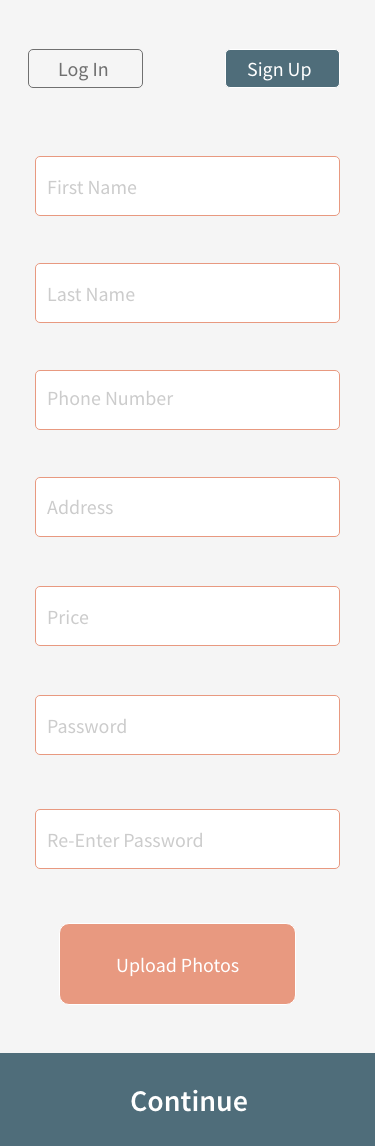 Log In
Sign Up
First Name
Last Name
Phone Number
Address
Price
Password
Re-Enter Password
Upload Photos
Continue